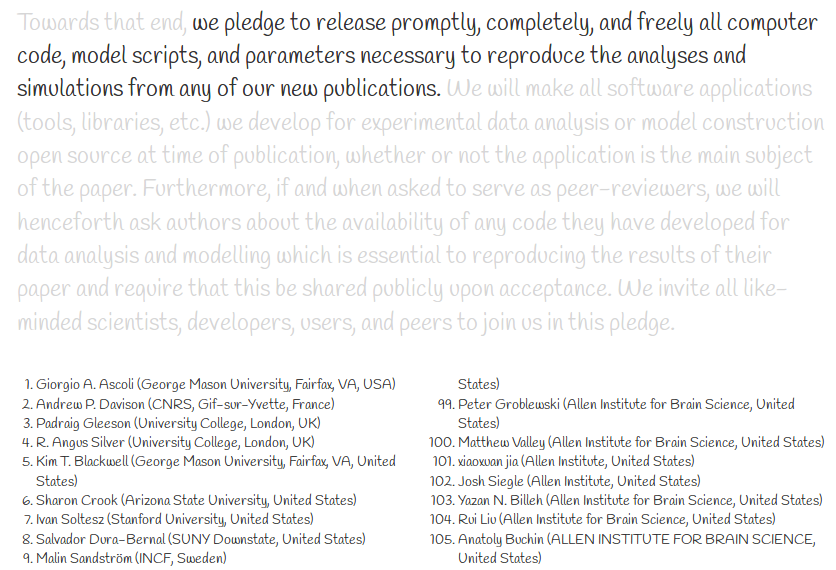 Towards that end, we pledge to release promptly, completely, and freely all computer
code, model scripts, and parameters necessary to reproduce the analyses and
simulations from any of our new publications. We will make all software applications
(tools, libraries, etc.) we develop for experimental data analysis or model construction
open source at time of publication, whether or not the application is the main subject
of the paper. Furthermore, if and when asked to serve as peer-reviewers, we will
henceforth ask authors about the availability of any code they have developed for
data analysis and modelling which is essential to reproducing the results of their
paper and require that this be shared publicly upon acceptance. We invite all like-
minded scientists, developers, users, and peers to join us in this pledge.
1. Giorgio A. Ascoli (George Mason University, Fairfax, VA, USA)
2. Andrew P. Davison (CNRS, Gif-sur-Yvette, France)
3. Padraig Gleeson (University College, London, UK)
4. R. Angus Silver (University College, London, UK)
5. Kim T. Blackwell (George Mason University, Fairfax, VA, United
States)
6. Sharon Crook (Arizona State University, United States)
7. Ivan Soltesz (Stanford University, United States)
8. Salvador Dura-Bernal (SUNY Downstate, United States)
9. Malin Sandström (INCF, Sweden)
States)
99. Peter Groblewski (Allen Institute for Brain Science, United
States)
100. Matthew Valley (Allen Institute for Brain Science, United States)
101. xiaoxuan jia (Allen Institute, United States)
102. Josh Siegle (Allen Institute, United States)
103. Yazan N. Billeh (Allen Institute for Brain Science, United States)
104. Rui Liu (Allen Institute for Brain Science, United States)
105. Anatoly Buchin (ALLEN INSTITUTE FOR BRAIN SCIENCE,
United States)